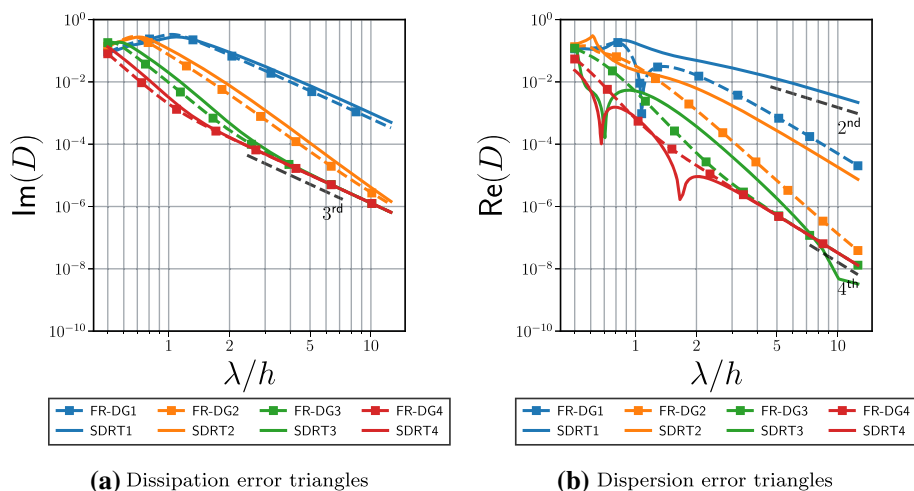 10^0
10^−2
10^−4
10^−6
10^−8
10^−10
Im(D)
3rd
1 2 5 10
λ/h
FR-DG1 FR-DG2 FR-DG3 FR-DG4
SDRT1 SDRT2 SDRT3 SDRT4
(a) Dissipation error triangles
10^0
10^−2
10^−4
10^−6
10^−8
10^−10
Re(D)
2nd
4th
1 2 5 10
λ/h
FR-DG1 FR-DG2 FR-DG3 FR-DG4
SDRT1 SDRT2 SDRT3 SDRT4
(b) Dispersion error triangles